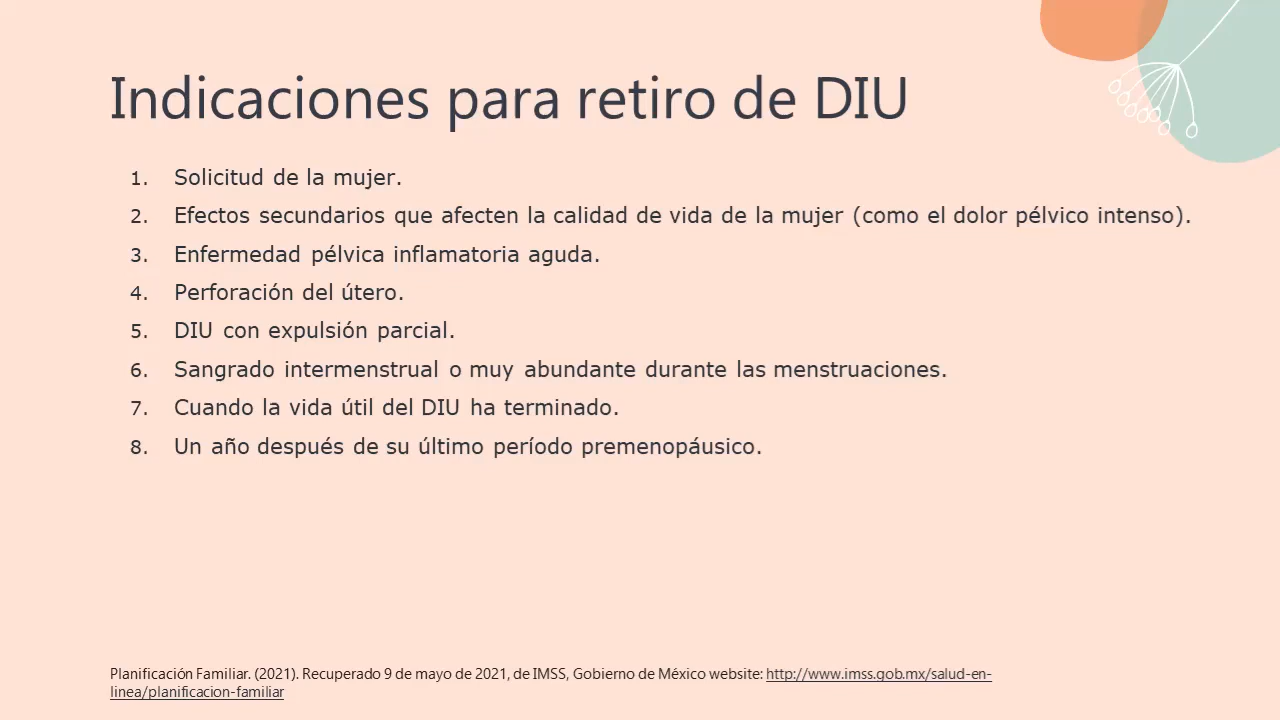 Indicaciones para retiro de DIU
1. Solicitud de la mujer.
2. Efectos secundarios que afecten la calidad de vida de la mujer (como el dolor pélvico intenso).
3. Enfermedad pélvica inflamatoria aguda.
4. Perforación del útero.
5. DIU con expulsión parcial.
6. Sangrado intermenstrual o muy abundante durante las menstruaciones.
7. Cuando la vida útil del DIU ha terminado.
8. Un año después de su último período premenopáusico.
Planificación Familiar. (2021). Recuperado 9 de mayo de 2021, de IMSS, Gobierno de México website: http://www.imss.gob.mx/salud-en-
linea/planificacion-familiar